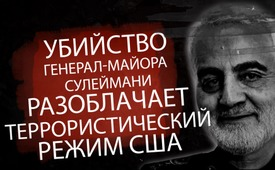 УБИЙСТВО
ГЕНЕРАЛ-МАЙОРА
СУЛЕЙМАНИ
РАЗОБЛАЧАЕТ
ТЕРРОРИСТИЧЕСКИЙ
РЕЖИМ США